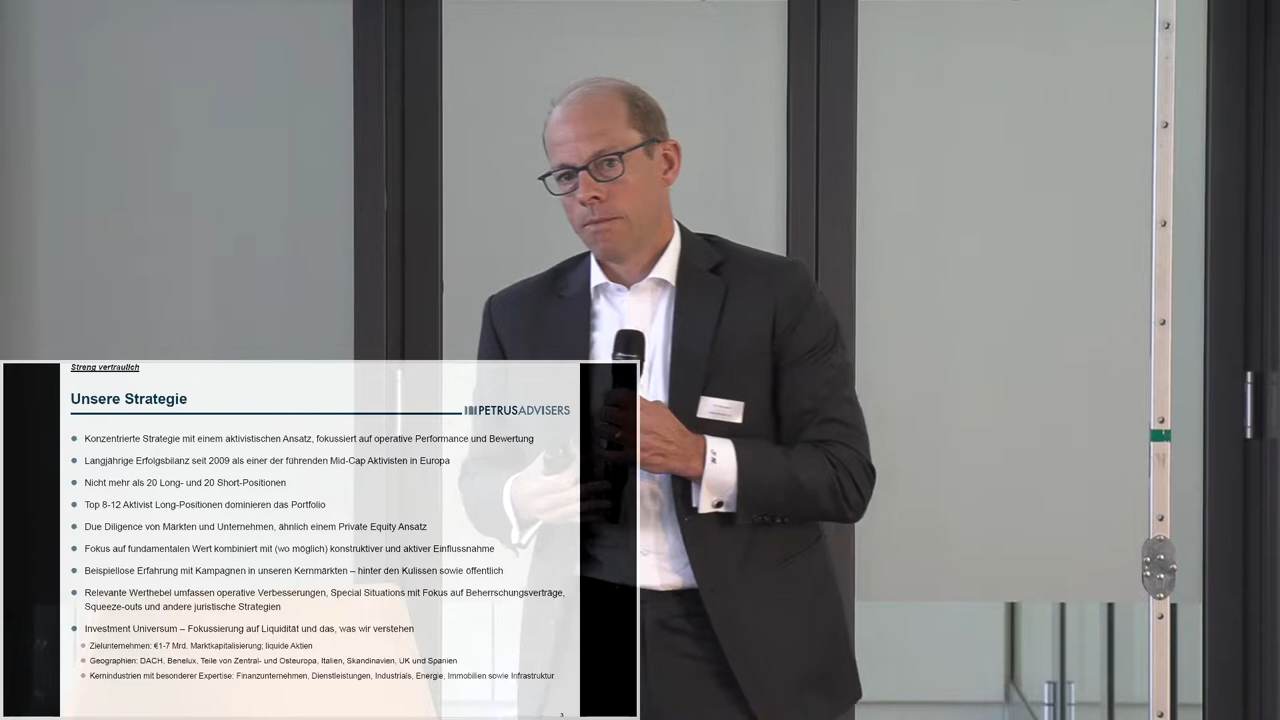 Streng vertraulich
Unsere Strategie
PETRUSADVISERS
Konzentrierte Strategie mit einem aktivistischen Ansatz, fokussiert auf operative Performance und Bewertung
Langjährige Erfolgsbilanz seit 2009 als einer der führenden Mid-Cap Aktivisten in Europa
Nicht mehr als 20 Long- und 20 Short-Positionen
Top 8-12 Aktivist Long-Positionen dominieren das Portfolio
Due Diligence von Märkten und Unternehmen, ähnlich einem Private Equity Ansatz
Fokus auf fundamentalen Wert kombiniert mit (wo möglich) konstruktiver und aktiver Einflussnahme
Beispiellose Erfahrung mit Kampagnen in unseren Kernmärkten – hinter den Kulissen sowie öffentlich
Relevante Werthebel umfassen operative Verbesserungen, Special Situations mit Fokus auf Beherrschungsverträge,
Squeeze-outs und andere juristische Strategien
Investment Universum – Fokussierung auf Liquidität und das, was wir verstehen
Zielunternehmen: €1-7 Mrd. Marktkapitalisierung; liquide Aktien
Geographien: DACH, Benelux, Teile von Zentral- und Osteuropa, Italien, Skandinavien, UK und Spanien
Kernindustrien mit besonderer Expertise: Finanzunternehmen, Dienstleistungen, Industrials, Energie, Immobilien sowie Infrastruktur
3